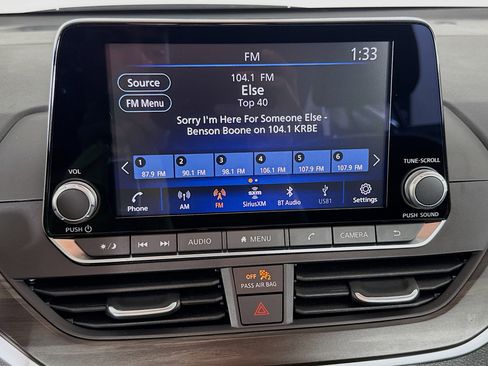 FM
1:33
Source
FM Menu
104.1 FM
Else
Top 40
Sorry I'm Here For Someone Else -
Benson Boone on 104.1 KRBE
1 2 3 4 5 6
87.9 FM 90.1 FM 98.1 FM 106.1 FM 107.9 FM 107.9 FM
Phone AM FM SiriusXM BT Audio USB1 Settings
sxm
VOL
PUSH
TUNE-SCROLL
PUSH SOUND
AUDIO MENU CAMERA
OFF 2
PASS AIR BAG